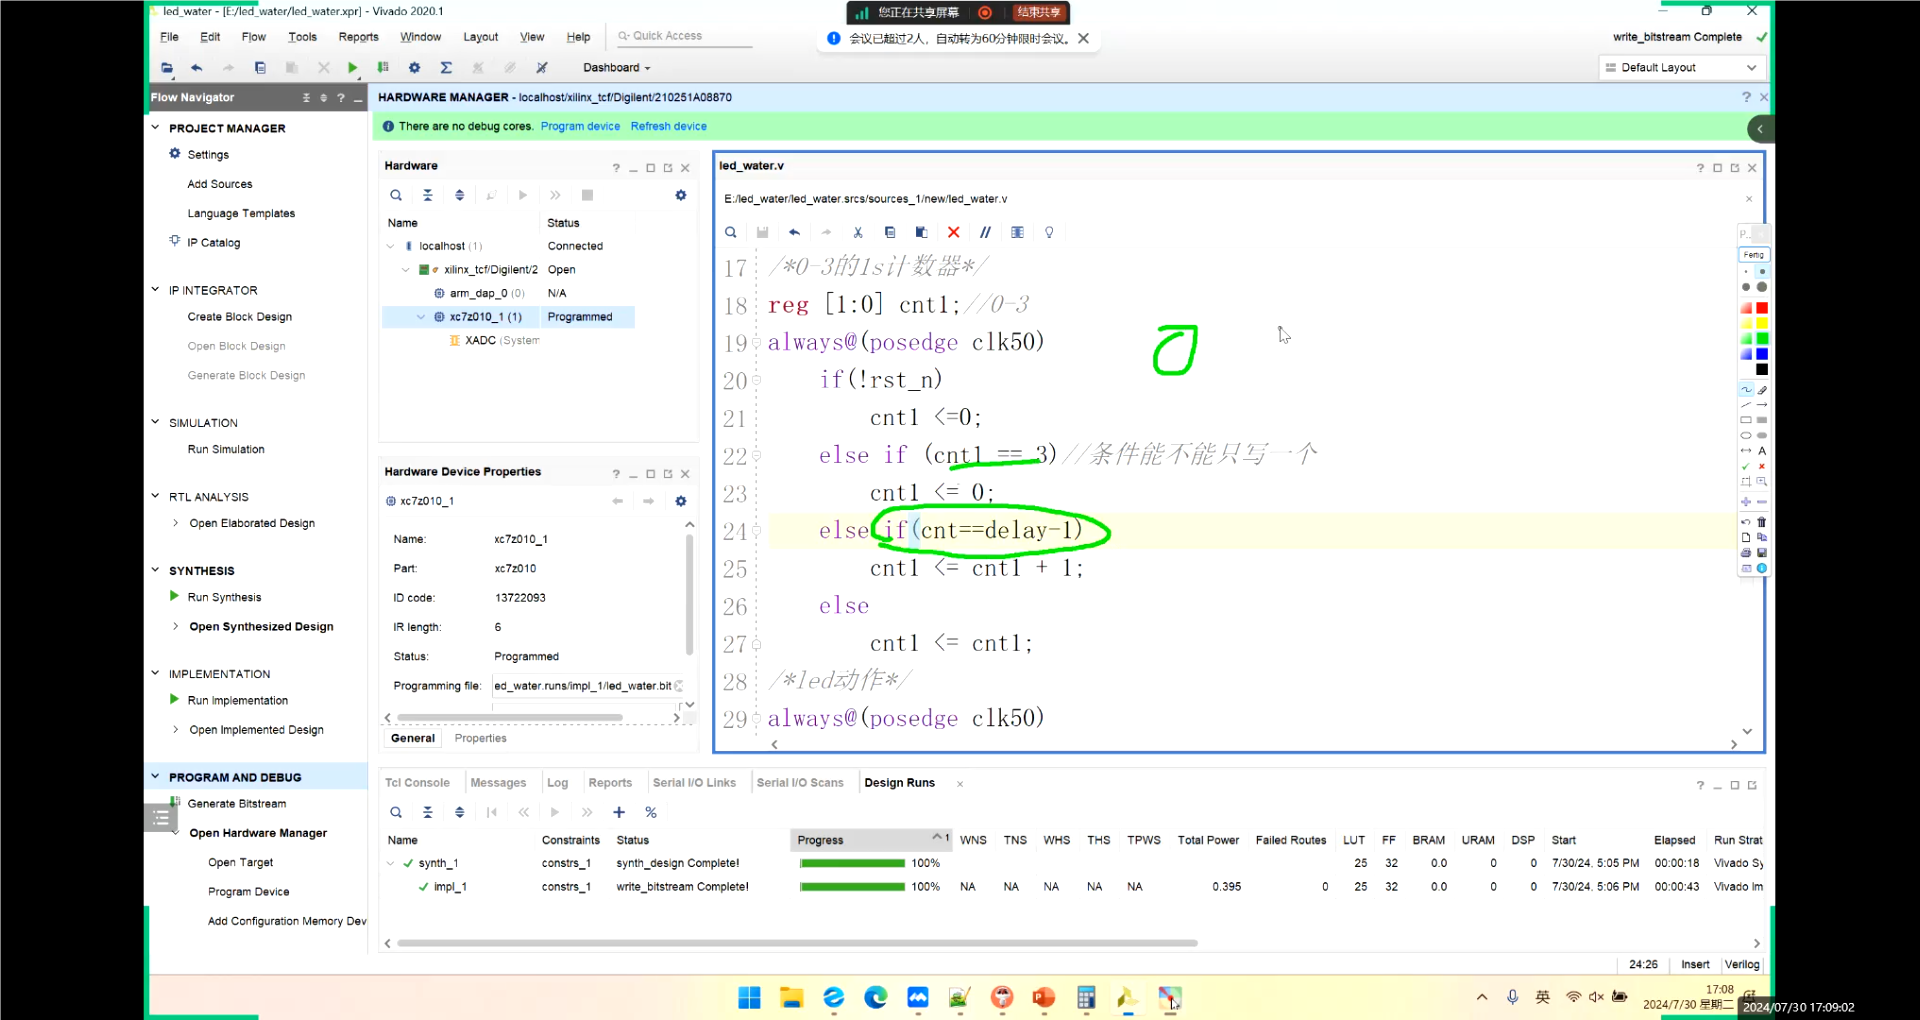 led_water - [E:/led_water/led_water.xpr] - Vivado 2020.1
您正在共享屏幕
结束共享
File Edit Flow Tools Reports Window Layout View Help
Quick Access
会议已超过2人，自动转为60分钟限时会议。
write_bitstream Complete
Dashboard
Default Layout
Flow Navigator
HARDWARE MANAGER - localhost/xilinx_tcf/Digilent/210251A08870
There are no debug cores. Program device Refresh device
PROJECT MANAGER
Settings
Add Sources
Language Templates
IP Catalog
IP INTEGRATOR
Create Block Design
Open Block Design
Generate Block Design
SIMULATION
Run Simulation
RTL ANALYSIS
Open Elaborated Design
SYNTHESIS
Run Synthesis
Open Synthesized Design
IMPLEMENTATION
Run Implementation
Open Implemented Design
PROGRAM AND DEBUG
Generate Bitstream
Open Hardware Manager
Open Target
Program Device
Add Configuration Memory Dev
Hardware
Name Status
localhost (1) Connected
xilinx_tcf/Digilent/2 Open
arm_dap_0 (0) N/A
xc7z010_1 (1) Programmed
XADC (System
Hardware Device Properties
xc7z010_1
Name: xc7z010_1
Part: xc7z010
ID code: 13722093
IR length: 6
Status: Programmed
Programming file: ed_water.runs/impl_1/led_water.bit
General Properties
led_water.v
E:/led_water/led_water.srcs/sources_1/new/led_water.v
17 /*0-3的1s计数器*/
18 reg [1:0] cnt1;//0-3
19 always@(posedge clk50)
20 if(!rst_n)
21 cnt1 <=0;
22 else if (cnt1 == 3)//条件能不能只写一个
23 cnt1 <= 0;
24 else if(cnt==delay-1)
25 cnt1 <= cnt1 + 1;
26 else
27 cnt1 <= cnt1;
28 /*led动作*/
29 always@(posedge clk50)
Fertig
A
Tcl Console Messages Log Reports Serial I/O Links Serial I/O Scans Design Runs
Name Constraints Status Progress 1 WNS TNS WHS THS TPWS Total Power Failed Routes LUT FF BRAM URAM DSP Start Elapsed Run Strat
synth_1 constrs_1 synth_design Complete! 100% 25 32 0.0 0 0 7/30/24, 5:05 PM 00:00:18 Vivado Sy
impl_1 constrs_1 write_bitstream Complete! 100% NA NA NA NA NA 0.395 0 25 32 0.0 0 0 7/30/24, 5:06 PM 00:00:43 Vivado Im
24:26 Insert Verilog
英
17:08
2024/7/30 星期二
2024/07/30 17:09:02